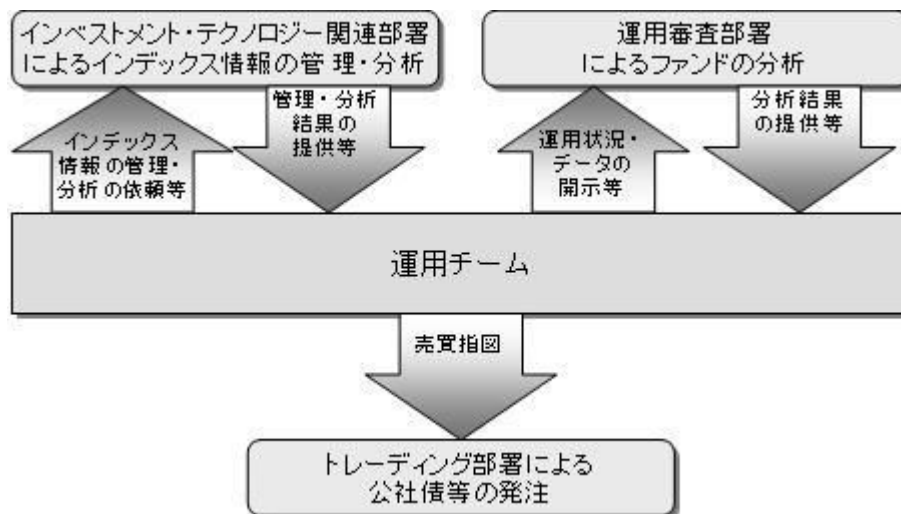 インベストメント・テクノロジー関連部署
によるインデックス情報の管理・分析
運用審査部署
によるファンドの分析
インデックス
情報の管理・
分析の依頼等
管理・分析
結果の
提供等
運用状況・
データの
開示等
分析結果
の提供等
運用チーム
売買指図
トレーディング部署による
公社債等の発注